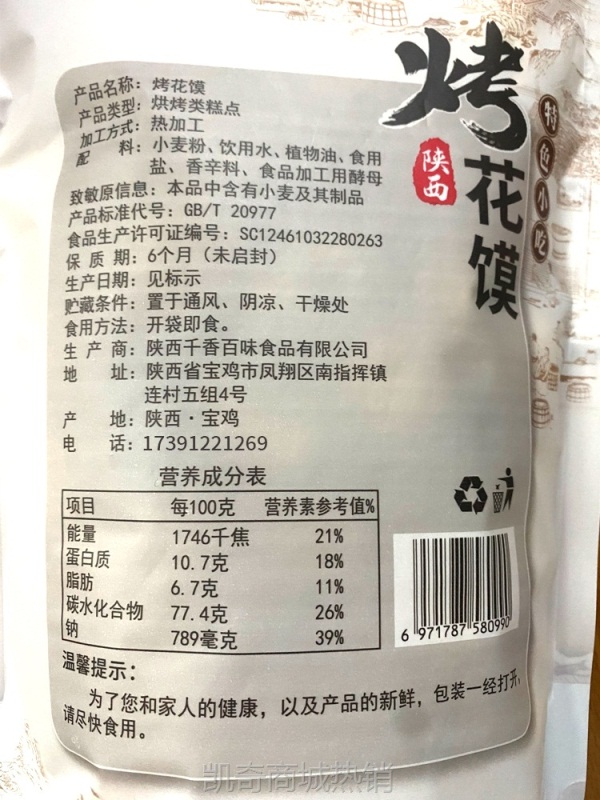 烤花馍
陕西
特色小吃
产品名称：烤花馍
产品类型：烘烤类糕点
加工方式：热加工
配　　料：小麦粉、饮用水、植物油、食用
盐、香辛料、食品加工用酵母
致敏原信息：本品中含有小麦及其制品
产品标准代号：GB/T 20977
食品生产许可证编号：SC12461032280263
保 质 期：6个月（未启封）
生产日期：见标示
贮藏条件：置于通风、阴凉、干燥处
食用方法：开袋即食。
生 产 商：陕西千香百味食品有限公司
地　　址：陕西省宝鸡市凤翔区南指挥镇
连村五组4号
产　　地：陕西·宝鸡
电　　话：17391221269
营养成分表
项目 每100克 营养素参考值%
能量 1746千焦 21%
蛋白质 10.7克 18%
脂肪 6.7克 11%
碳水化合物 77.4克 26%
钠 789毫克 39%
6 971787 580990
温馨提示：
为了您和家人的健康，以及产品的新鲜，包装一经打开，
请尽快食用。
凯奇商城热销